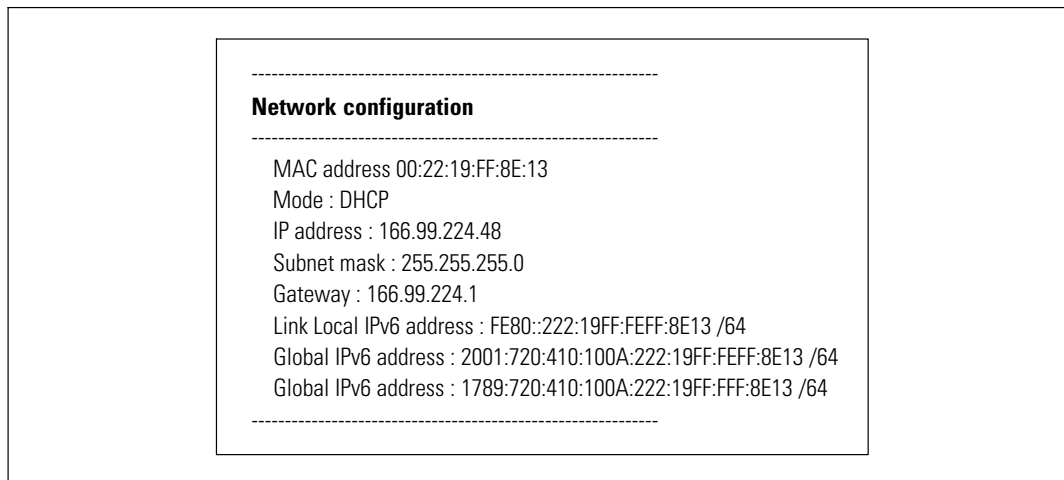 ------------------------------------------------------------
Network configuration
------------------------------------------------------------
MAC address 00:22:19:FF:8E:13
Mode : DHCP
IP address : 166.99.224.48
Subnet mask : 255.255.255.0
Gateway : 166.99.224.1
Link Local IPv6 address : FE80::222:19FF:FEFF:8E13 /64
Global IPv6 address : 2001:720:410:100A:222:19FF:FEFF:8E13 /64
Global IPv6 address : 1789:720:410:100A:222:19FF:FFF:8E13 /64
------------------------------------------------------------